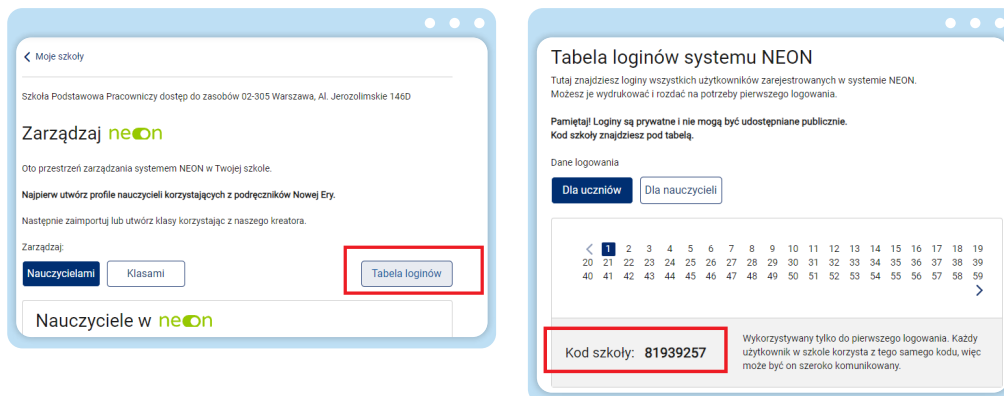 Moje szkoły
Szkoła Podstawowa Pracowniczy dostęp do zasobów 02-305 Warszawa, Al. Jerozolimskie 146D
Zarządzaj neon
Oto przestrzeń zarządzania systemem NEON w Twojej szkole.
Najpierw utwórz profile nauczycieli korzystających z podręczników Nowej Ery.
Następnie zaimportuj lub utwórz klasy korzystając z naszego kreatora.
Zarządzaj:
Nauczycielami Klasami Tabela loginów
Nauczyciele w neon
Tabela loginów systemu NEON
Tutaj znajdziesz loginy wszystkich użytkowników zarejestrowanych w systemie NEON.
Możesz je wydrukować i rozdać na potrzeby pierwszego logowania.
Pamiętaj! Loginy są prywatne i nie mogą być udostępniane publicznie.
Kod szkoły znajdziesz pod tabelą.
Dane logowania
Dla uczniów Dla nauczycieli
1 2 3 4 5 6 7 8 9 10 11 12 13 14 15 16 17 18 19
20 21 22 23 24 25 26 27 28 29 30 31 32 33 34 35 36 37 38 39
40 41 42 43 44 45 46 47 48 49 50 51 52 53 54 55 56 57 58 59
Kod szkoły: 81939257
Wykorzystywany tylko do pierwszego logowania. Każdy
użytkownik w szkole korzysta z tego samego kodu, więc
może być on szeroko komunikowany.